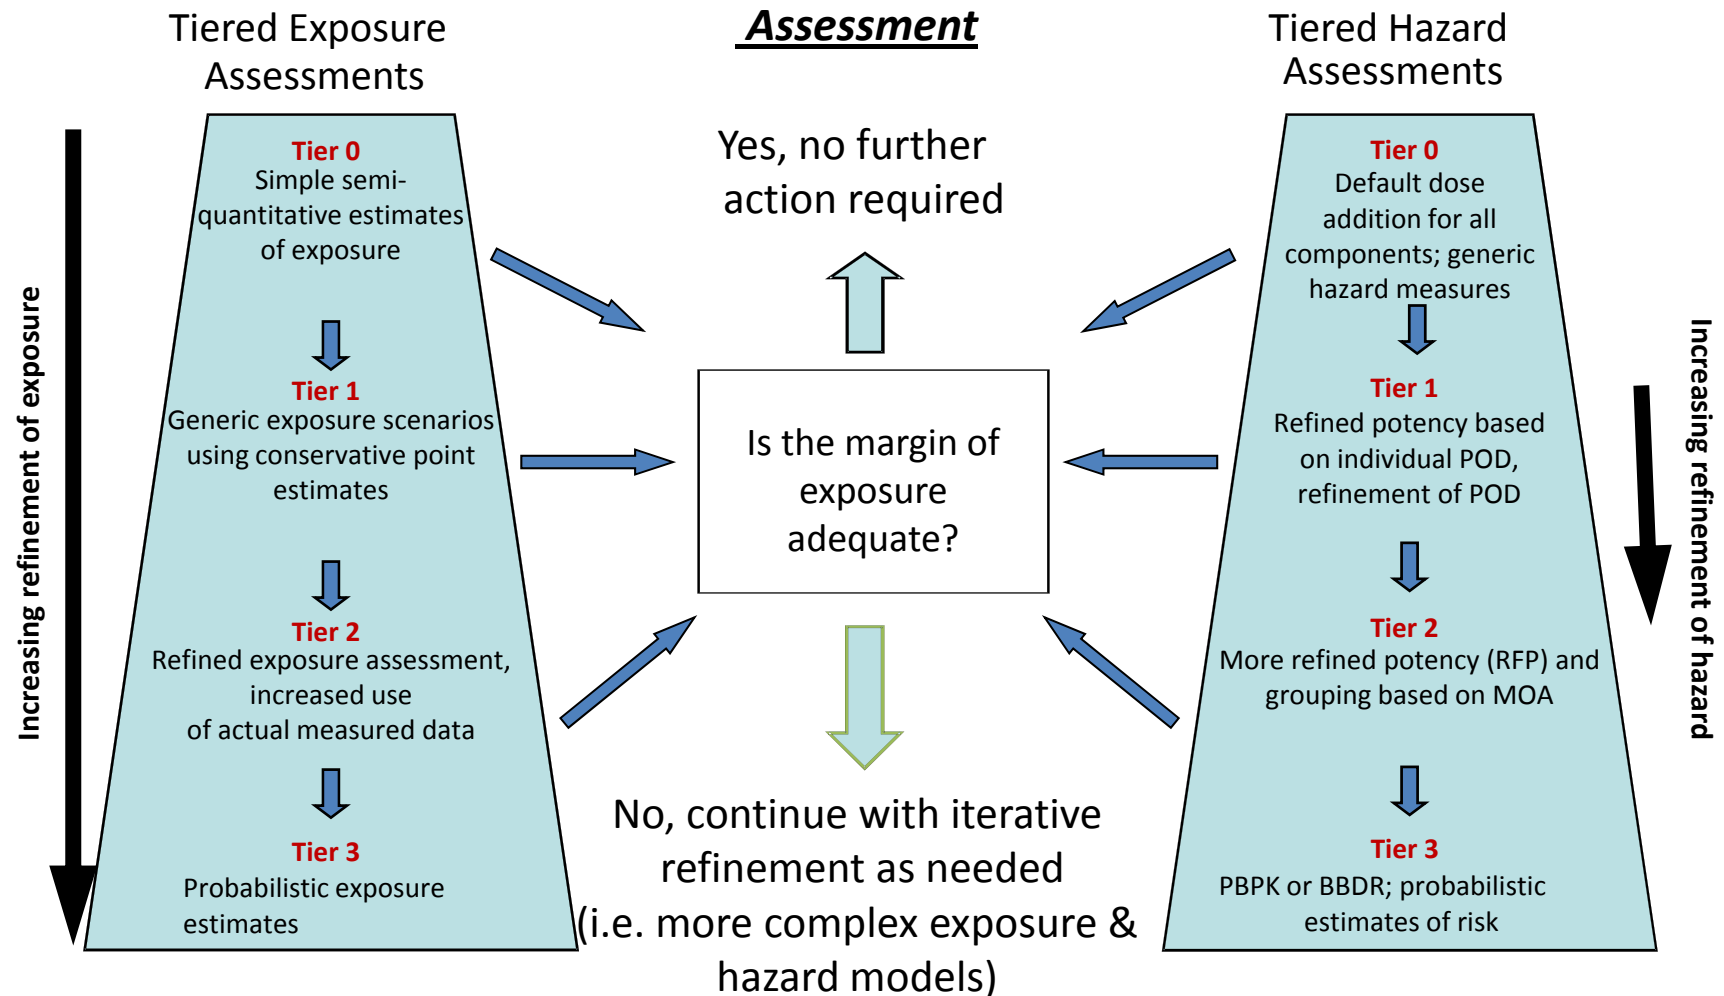 Tiered Exposure
Assessments
Increasing refinement of exposure
Tier 0
Simple semi-
quantitative estimates
of exposure
Tier 1
Generic exposure scenarios
using conservative point
estimates
Tier 2
Refined exposure assessment,
increased use
of actual measured data
Tier 3
Probabilistic exposure
estimates
Assessment
Yes, no further
action required
Is the margin of
exposure
adequate?
No, continue with iterative
refinement as needed
(i.e. more complex exposure &
hazard models)
Tiered Hazard
Assessments
Tier 0
Default dose
addition for all
components; generic
hazard measures
Tier 1
Refined potency based
on individual POD,
refinement of POD
Tier 2
More refined potency (RFP) and
grouping based on MOA
Tier 3
PBPK or BBDR; probabilistic
estimates of risk
Increasing refinement of hazard